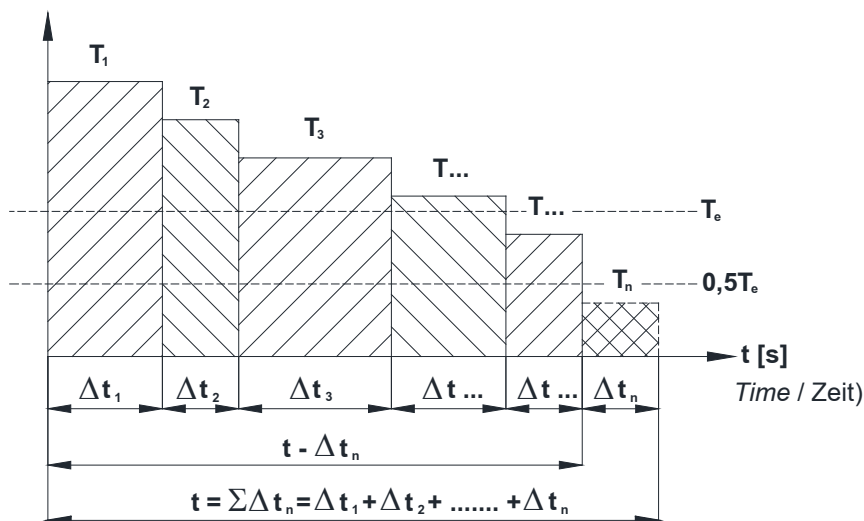 T₁
T₂
T₃
T...
T...
Tₑ
Tₙ
0,5Tₑ
t [s]
Δt₁ Δt₂ Δt₃ Δt ... Δt ... Δtₙ
Time / Zeit)
t - Δtₙ
t = ΣΔtₙ=Δt₁+Δt₂+ ....... +Δtₙ